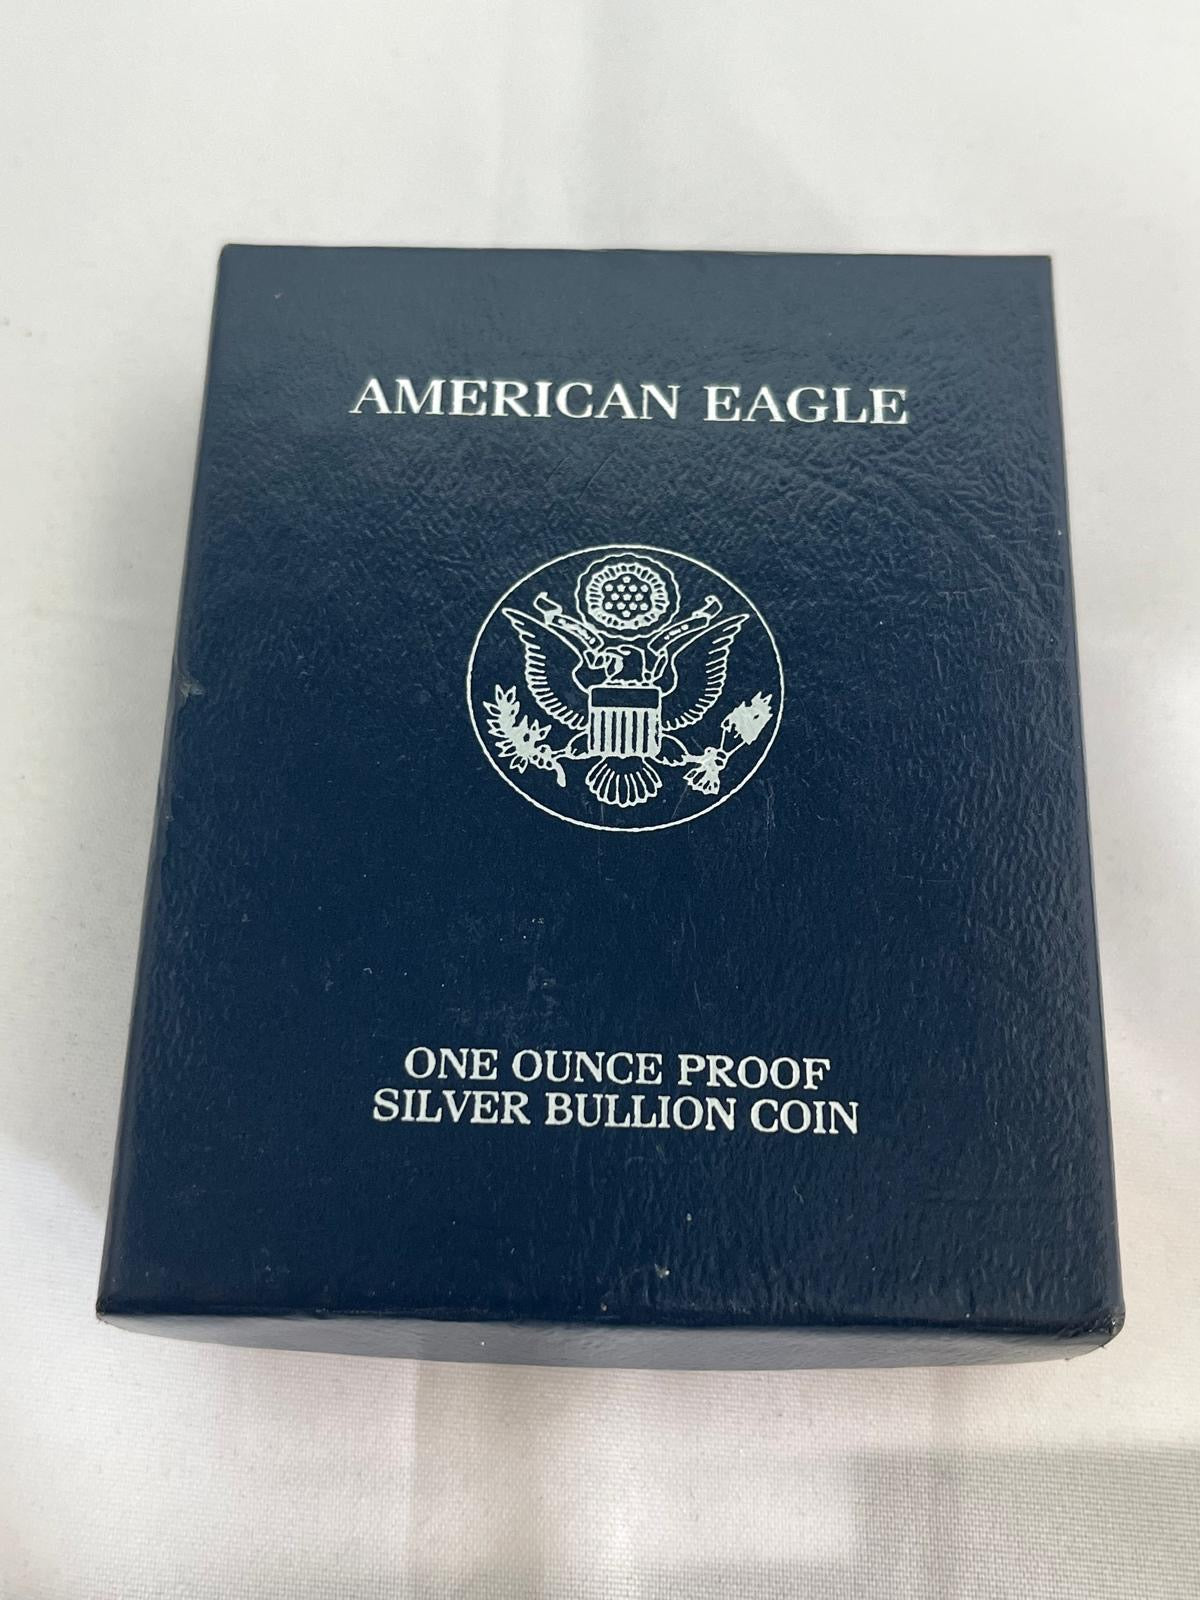 AMERICAN EAGLE
ONE OUNCE PROOF
SILVER BULLION COIN